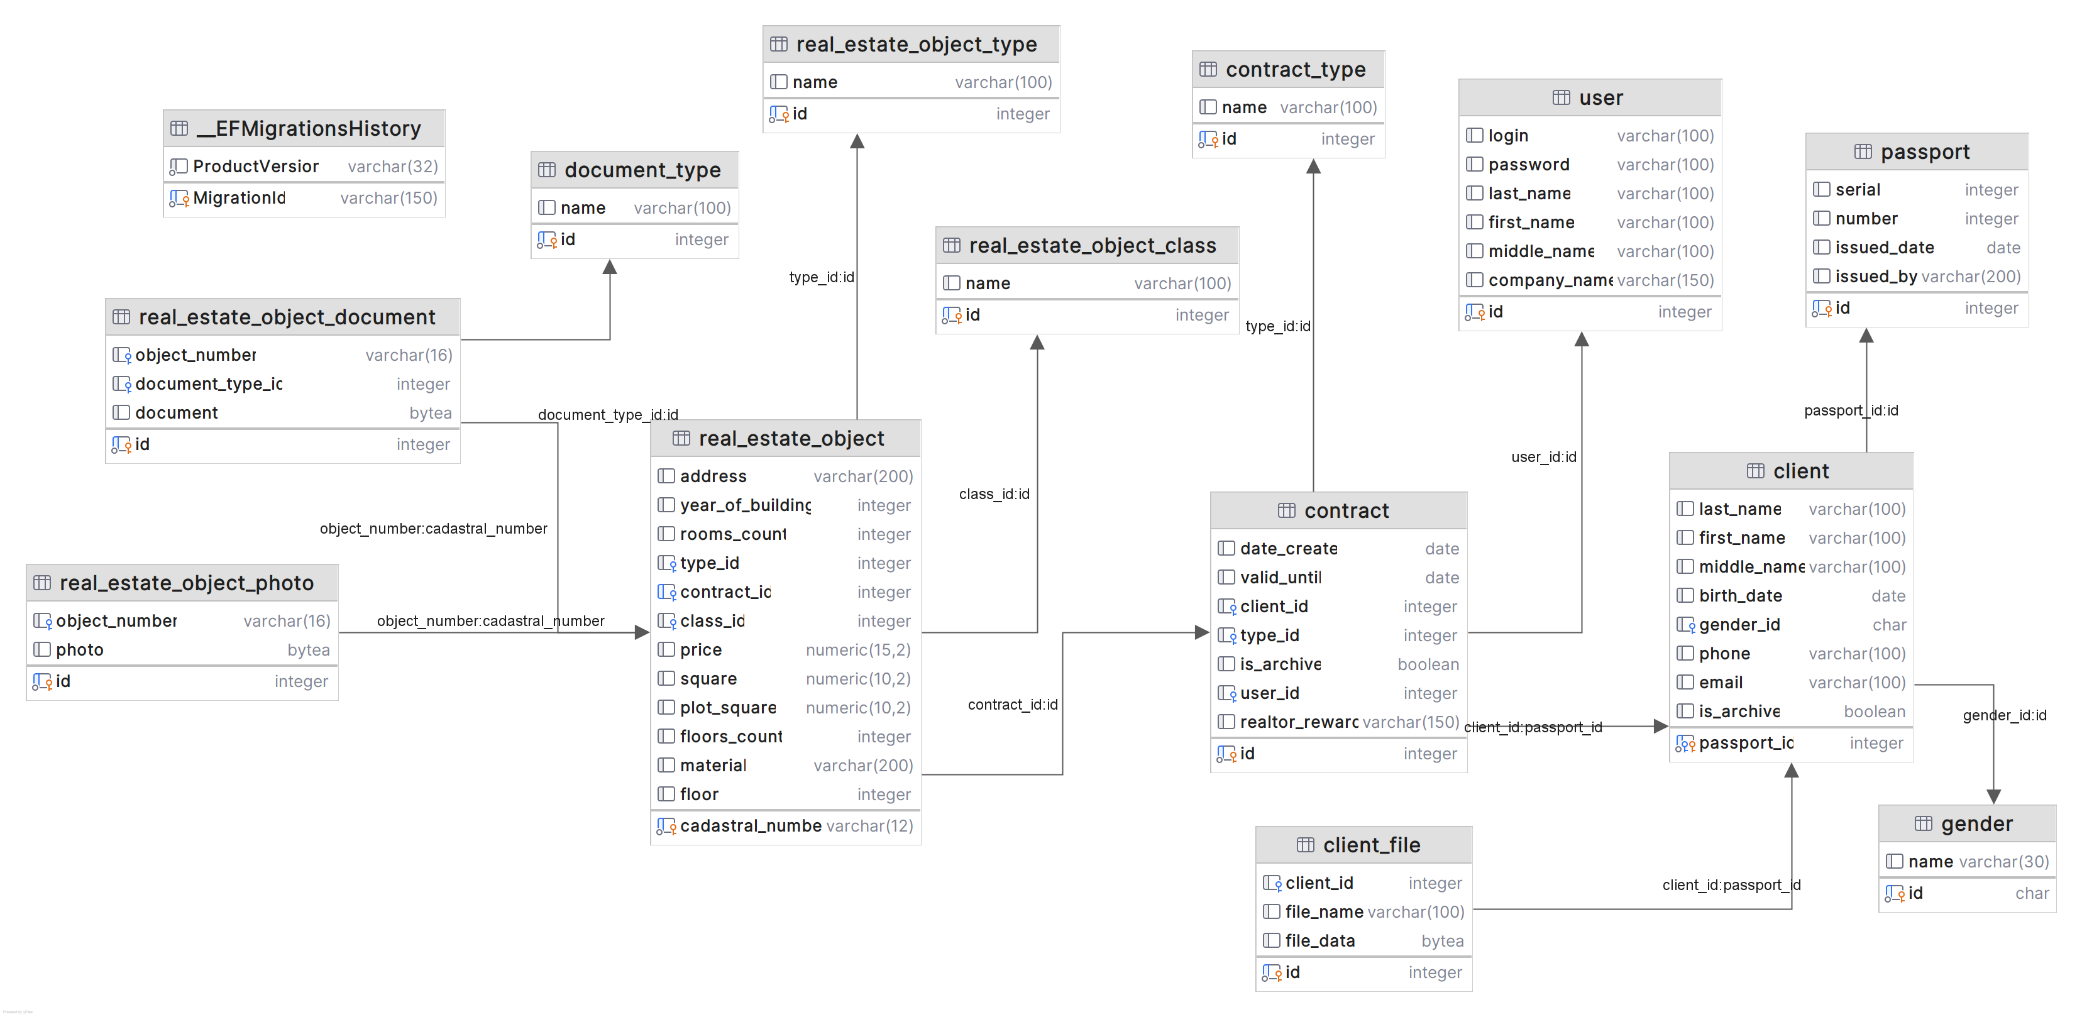 real_estate_object_type
name varchar(100)
id integer
contract_type
name varchar(100)
id integer
user
login varchar(100)
password varchar(100)
last_name varchar(100)
first_name varchar(100)
middle_name varchar(100)
company_name varchar(150)
id integer
__EFMigrationsHistory
ProductVersior varchar(32)
MigrationId varchar(150)
passport
serial integer
number integer
issued_date date
issued_by varchar(200)
id integer
document_type
name varchar(100)
id integer
real_estate_object_class
name varchar(100)
id integer
type_id:id
type_id:id
real_estate_object_document
object_number varchar(16)
document_type_ic integer
document bytea
id integer
document_type_id:id
passport_id:id
user_id:id
class_id:id
object_number:cadastral_number
real_estate_object
address varchar(200)
year_of_building integer
rooms_count integer
type_id integer
contract_id integer
class_id integer
price numeric(15,2)
square numeric(10,2)
plot_square numeric(10,2)
floors_count integer
material varchar(200)
floor integer
cadastral_numbe varchar(12)
contract
date_create date
valid_until date
client_id integer
type_id integer
is_archive boolean
user_id integer
realtor_rewarc varchar(150)
id integer
client
last_name varchar(100)
first_name varchar(100)
middle_name varchar(100)
birth_date date
gender_id char
phone varchar(100)
email varchar(100)
is_archive boolean
passport_ic integer
real_estate_object_photo
object_number varchar(16)
photo bytea
id integer
object_number:cadastral_number
contract_id:id
client_id:passport_id
gender_id:id
client_file
client_id integer
file_name varchar(100)
file_data bytea
id integer
client_id:passport_id
gender
name varchar(30)
id char